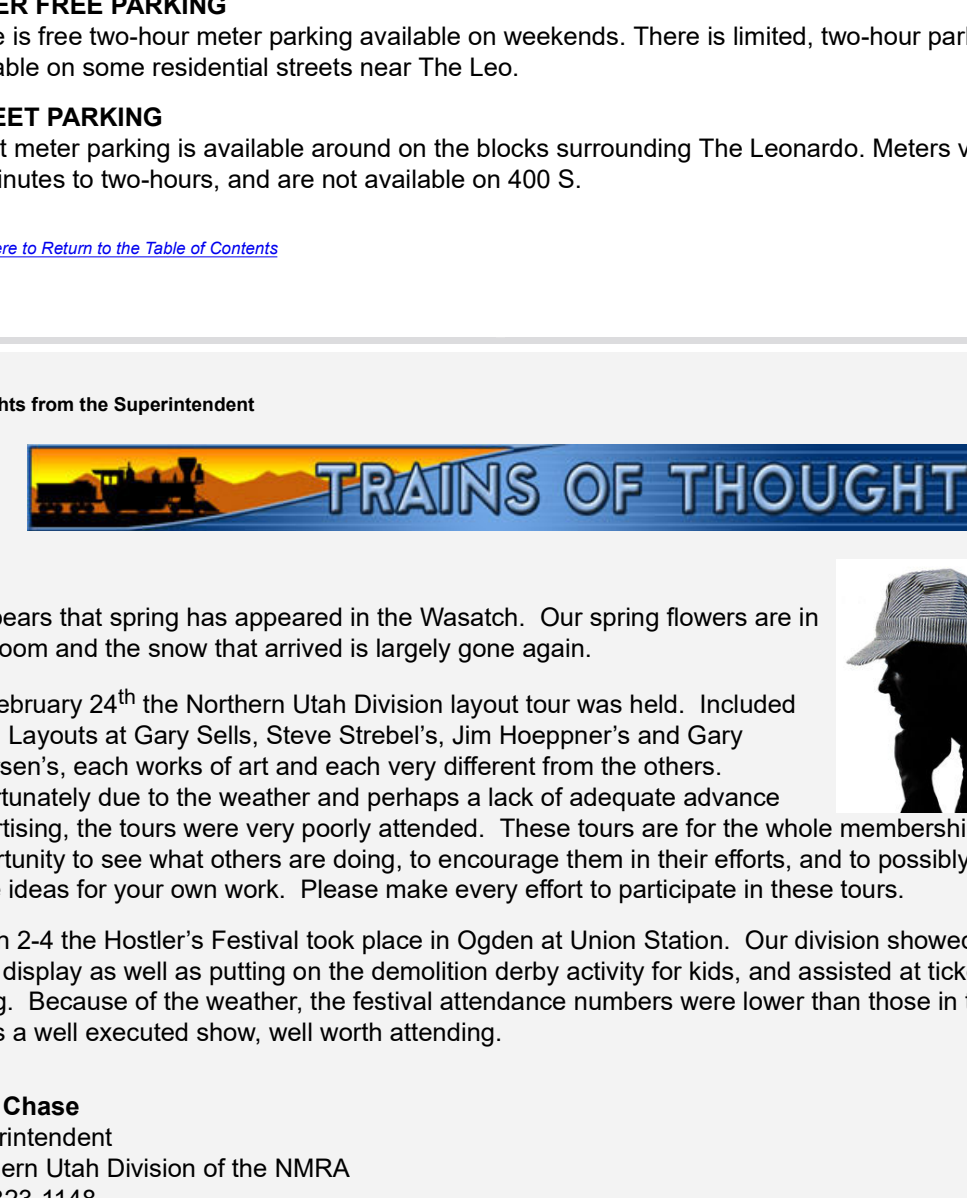 ER FREE PARKING
e is free two-hour meter parking available on weekends. There is limited, two-hour par
able on some residential streets near The Leo.
EET PARKING
t meter parking is available around on the blocks surrounding The Leonardo. Meters v
inutes to two-hours, and are not available on 400 S.
ere to Return to the Table of Contents
hts from the Superintendent
TRAINS OF THOUGHT
pears that spring has appeared in the Wasatch.  Our spring flowers are in
oom and the snow that arrived is largely gone again.
ebruary 24th the Northern Utah Division layout tour was held.  Included
Layouts at Gary Sells, Steve Strebel's, Jim Hoeppner's and Gary
sen's, each works of art and each very different from the others.
rtunately due to the weather and perhaps a lack of adequate advance
rtising, the tours were very poorly attended.  These tours are for the whole membershi
rtunity to see what others are doing, to encourage them in their efforts, and to possibly
e ideas for your own work.  Please make every effort to participate in these tours.
h 2-4 the Hostler's Festival took place in Ogden at Union Station.  Our division showed
display as well as putting on the demolition derby activity for kids, and assisted at ticke
g.  Because of the weather, the festival attendance numbers were lower than those in
s a well executed show, well worth attending.
Chase
rintendent
ern Utah Division of the NMRA
323-1148